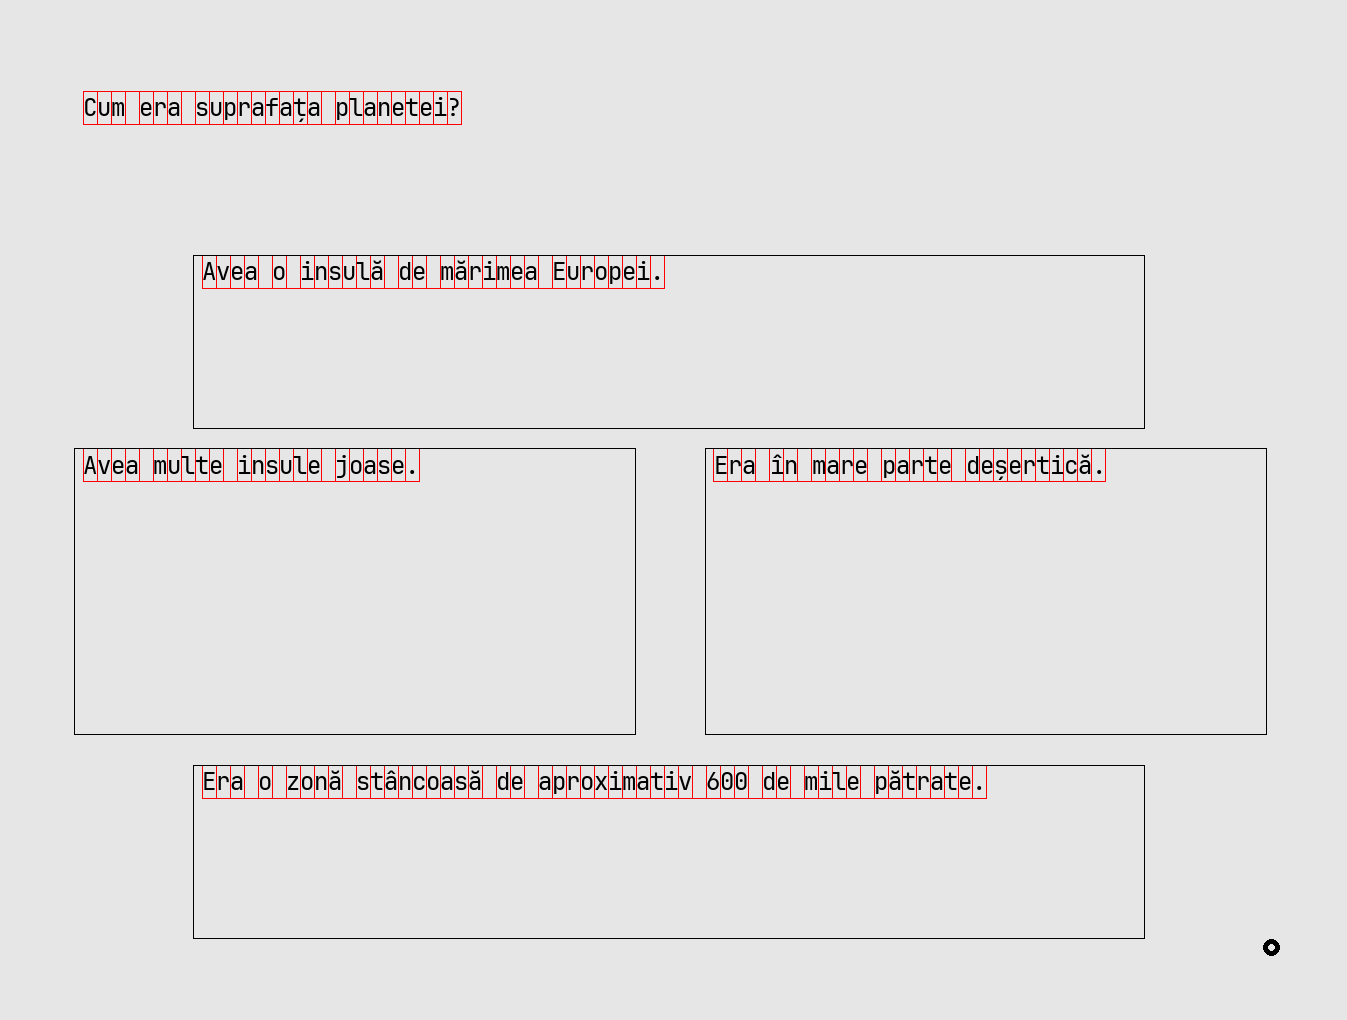 Cum era suprafața planetei?
Avea o insulă de mărimea Europei.
Avea multe insule joase.
Era în mare parte deșertică.
Era o zonă stâncoasă de aproximativ 600 de mile pătrate.